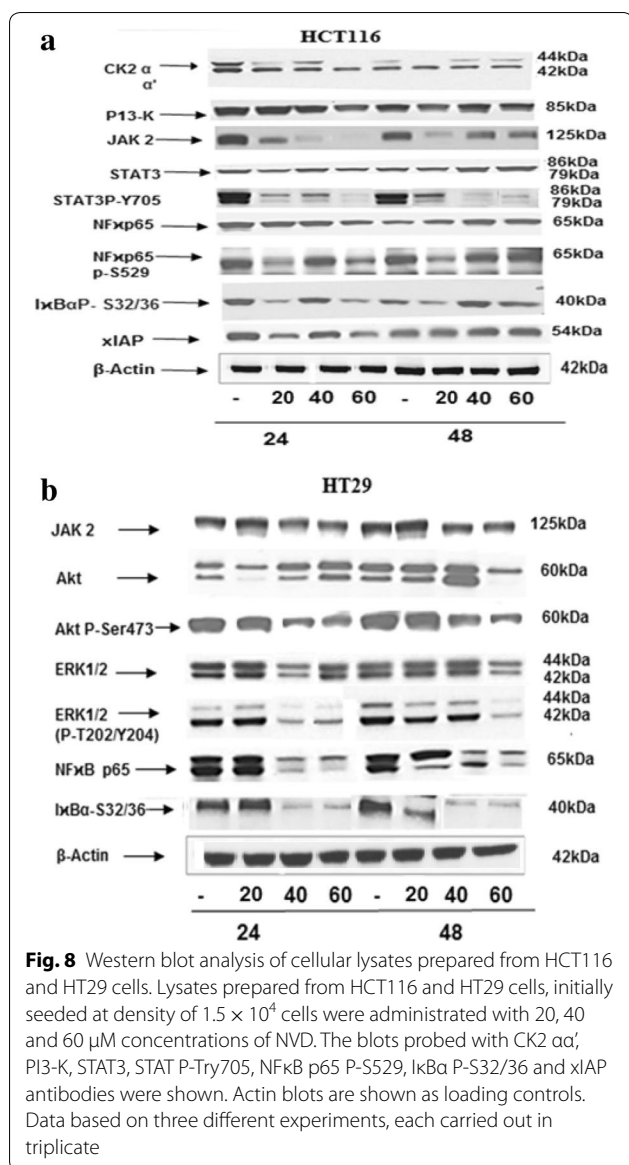 a
HCT116
CK2 α
α'
44kDa
42kDa
P13-K
85kDa
JAK 2
125kDa
STAT3
86kDa
79kDa
STAT3P-Y705
86kDa
79kDa
NFϰp65
65kDa
NFϰp65
p-S529
65kDa
IϰBαP- S32/36
40kDa
xIAP
54kDa
β-Actin
42kDa
- 20 40 60 - 20 40 60
24 48
b
HT29
JAK 2
125kDa
Akt
60kDa
Akt P-Ser473
60kDa
ERK1/2
44kDa
42kDa
ERK1/2
(P-T202/Y204)
44kDa
42kDa
NFϰB p65
65kDa
IϰBα-S32/36
40kDa
β-Actin
42kDa
- 20 40 60 - 20 40 60
24 48
Fig. 8 Western blot analysis of cellular lysates prepared from HCT116
and HT29 cells. Lysates prepared from HCT116 and HT29 cells, initially
seeded at density of 1.5 × 10⁴ cells were administrated with 20, 40
and 60 μM concentrations of NVD. The blots probed with CK2 αα′,
PI3-K, STAT3, STAT P-Try705, NFκB p65 P-S529, IκBα P-S32/36 and xIAP
antibodies were shown. Actin blots are shown as loading controls.
Data based on three different experiments, each carried out in
triplicate